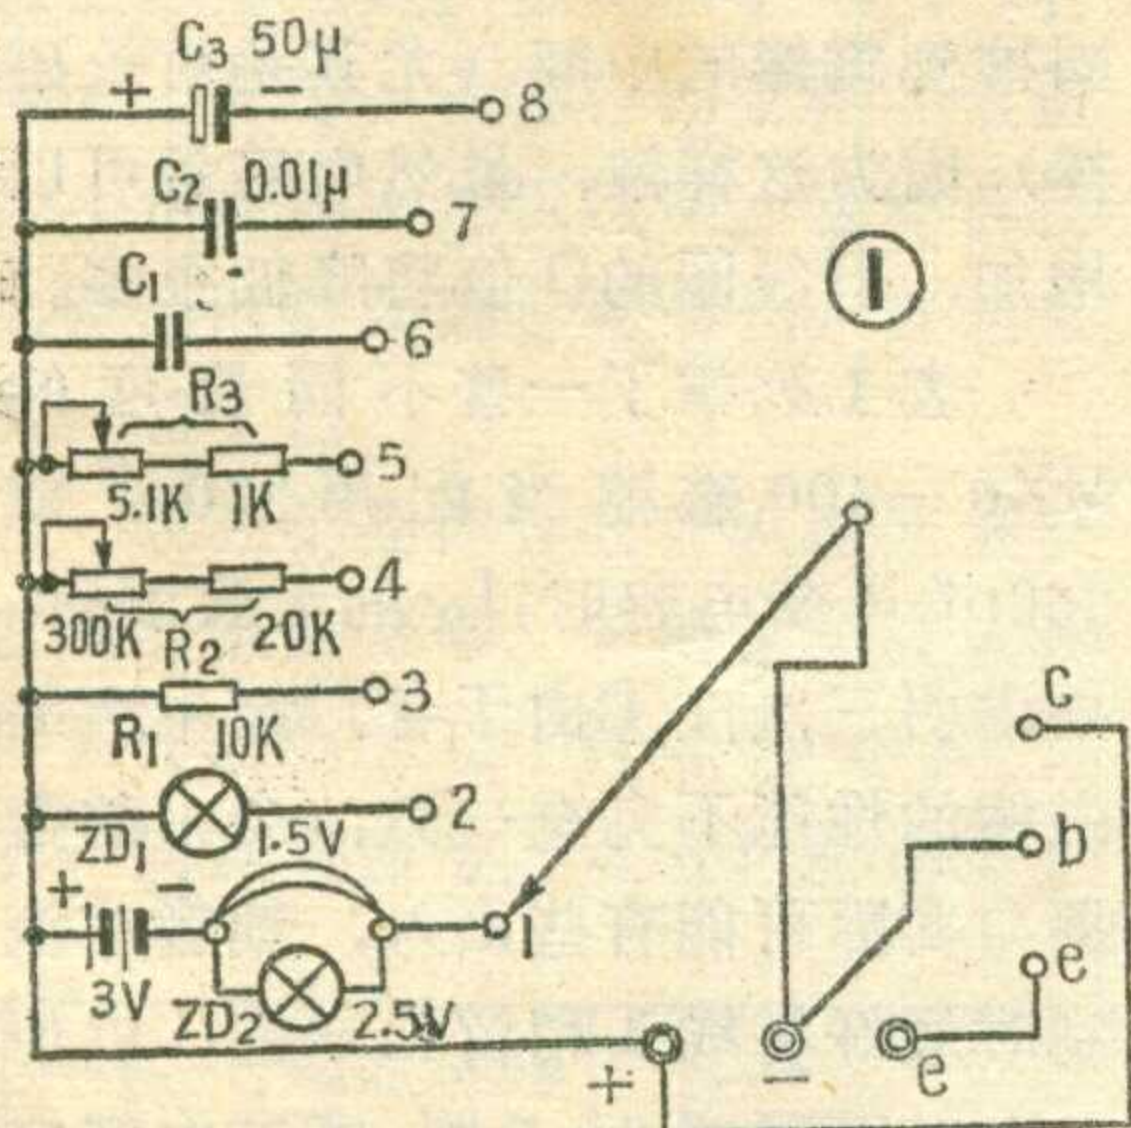 C3 50μ
+ − 8
C2 0.01μ
7
C1
6
R3
5
5.1K 1K
4
300K R2 20K
3
R1 10K
2
ZD1 1.5V
+ − 1
3V ZD2 2.5V
①
c
b
e
+ − e